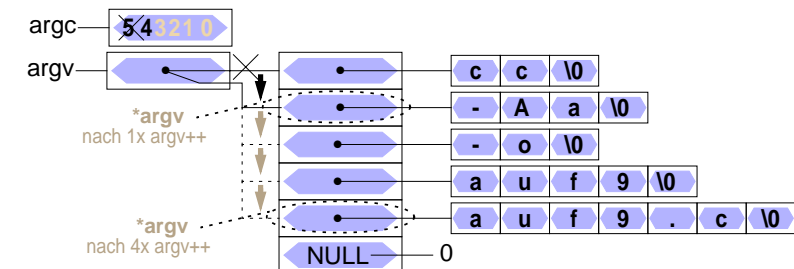 argc 5 4 3 2 1 0
argv c c \0
*argv - A a \0
nach 1x argv++
- o \0
a u f 9 \0
*argv a u f 9 . c \0
nach 4x argv++
NULL 0